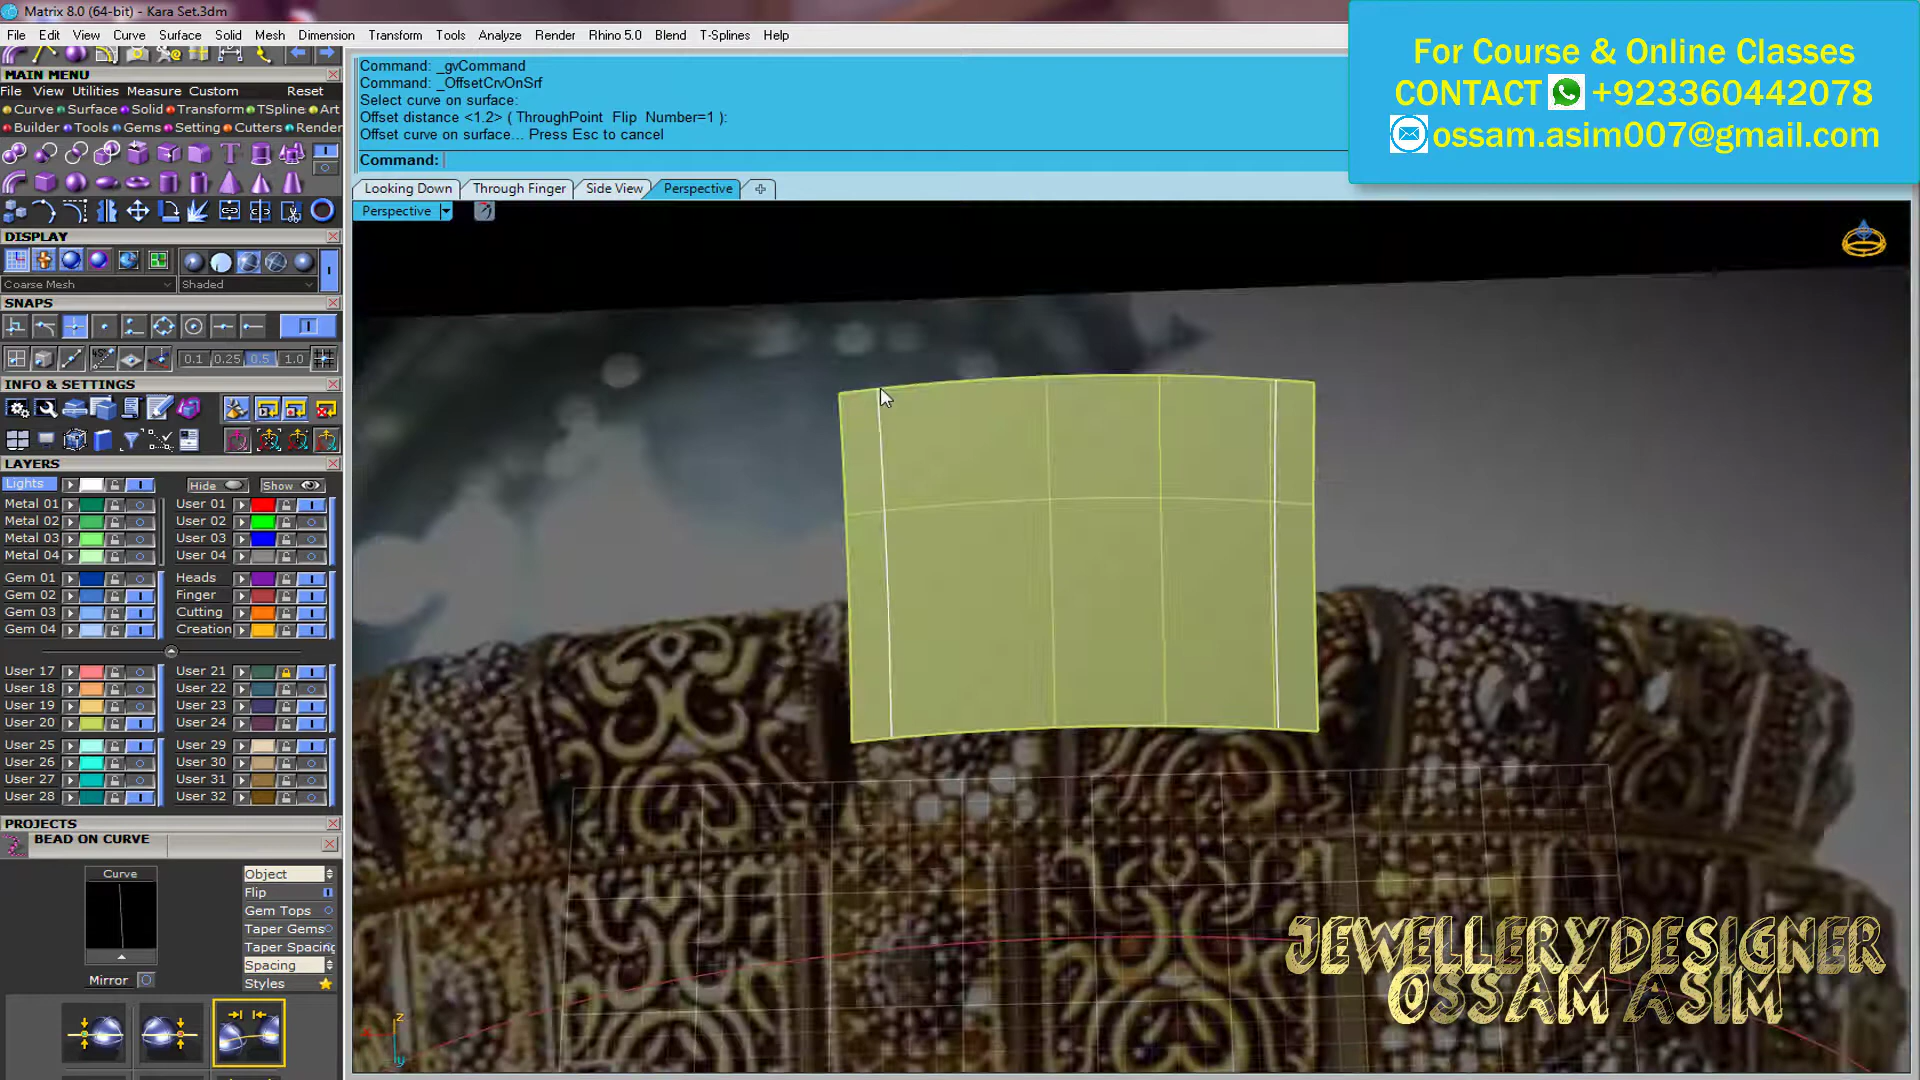 Matrix 8.0 (64-bit) - Kara Set.3dm
File Edit View Curve Surface Solid Mesh Dimension Transform Tools Analyze Render Rhino 5.0 Blend T-Splines Help
For Course & Online Classes
CONTACT +923360442078
ossam.asim007@gmail.com
MAIN MENU
File View Utilities Measure Custom Reset
Curve Surface Solid Transform TSpline Art
Builder Tools Gems Setting Cutters Render
Command: _gvCommand
Command: _OffsetCrvOnSrf
Select curve on surface:
Offset distance <1.2> ( ThroughPoint Flip Number=1 ):
Offset curve on surface... Press Esc to cancel
Command:
Looking Down Through Finger Side View Perspective
Perspective
DISPLAY
Coarse Mesh Shaded
SNAPS
0.1 0.25 0.5 1.0
INFO & SETTINGS
LAYERS
Lights Hide Show
Metal 01 User 01
Metal 02 User 02
Metal 03 User 03
Metal 04 User 04
Gem 01 Heads
Gem 02 Finger
Gem 03 Cutting
Gem 04 Creation
User 17 User 21
User 18 User 22
User 19 User 23
User 20 User 24
User 25 User 29
User 26 User 30
User 27 User 31
User 28 User 32
PROJECTS
BEAD ON CURVE
Curve
Object
Flip
Gem Tops
Taper Gems
Taper Spacing
Spacing
Mirror
Styles
z
y
JEWELLERYDESIGNER
OSSAM ASIM